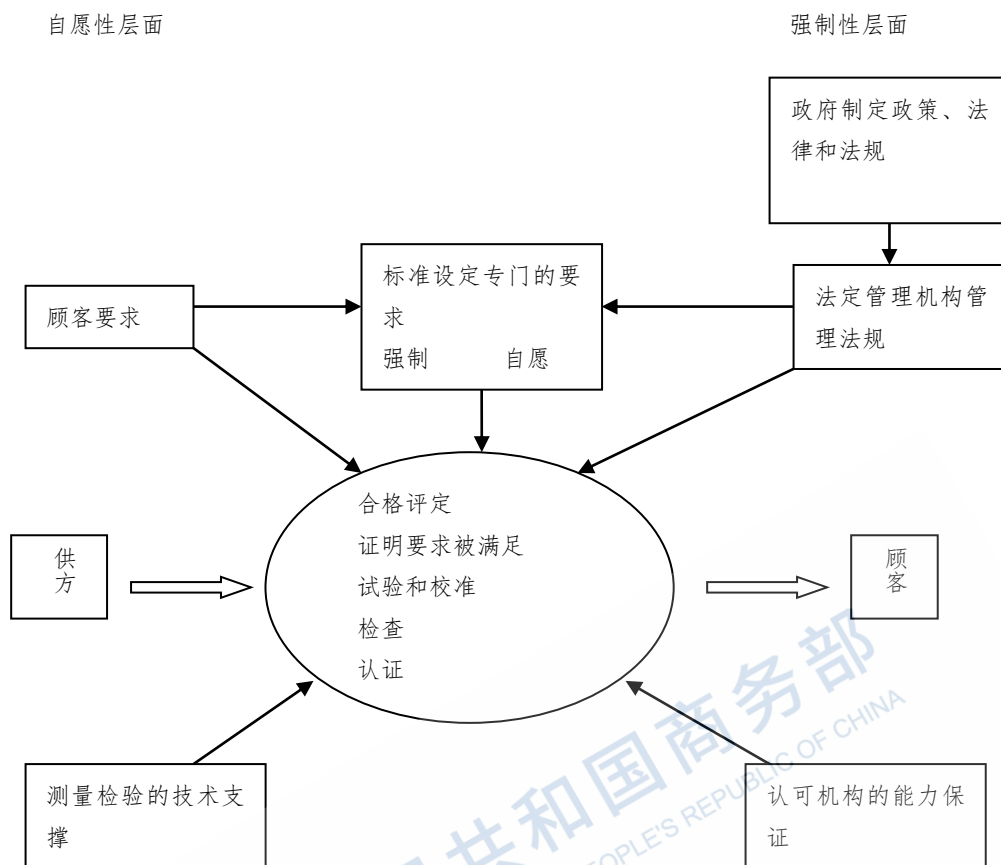 自愿性层面
强制性层面
政府制定政策、法
律和法规
标准设定专门的要
求
强制 自愿
顾客要求
法定管理机构管
理法规
合格评定
证明要求被满足
试验和校准
检查
认证
供
方
顾
客
测量检验的技术支
撑
认可机构的能力保
证
共和国商务部
PEOPLE'S REPUBLIC OF CHINA